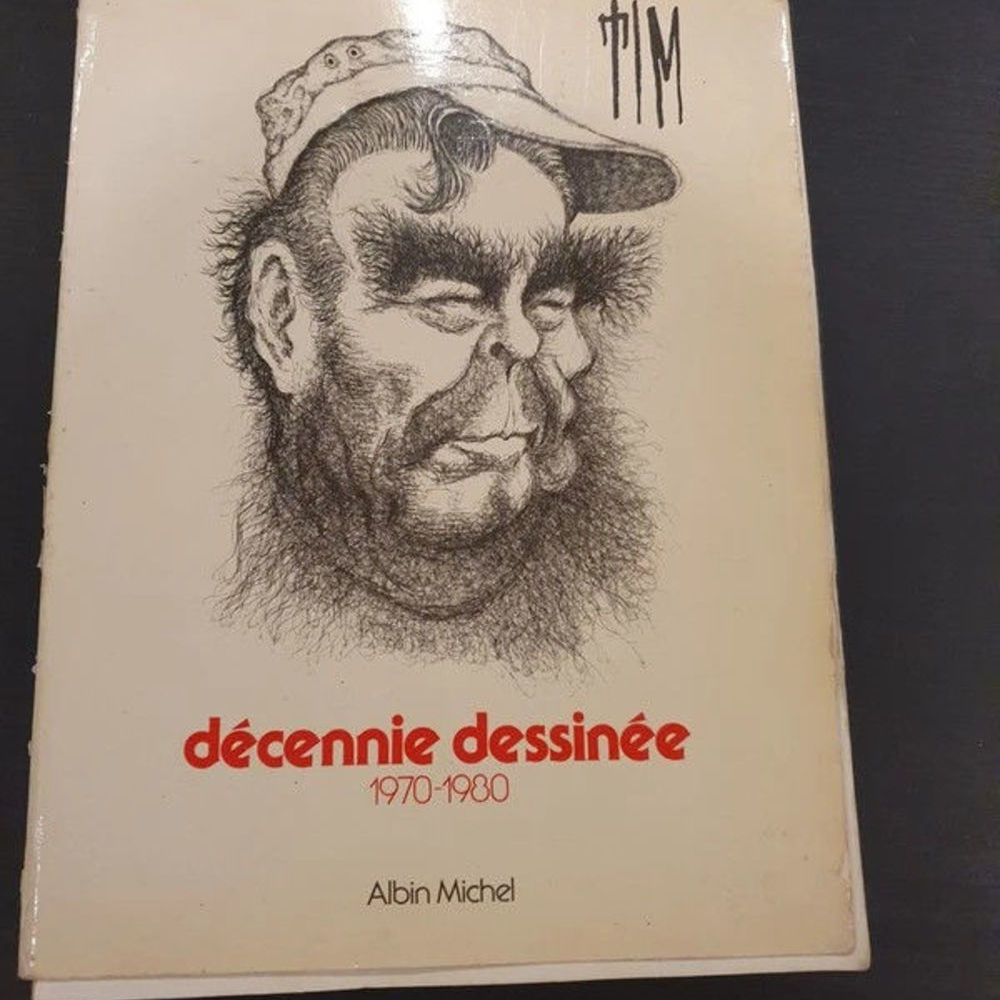 TIM
décennie dessinée
1970-1980
Albin Michel